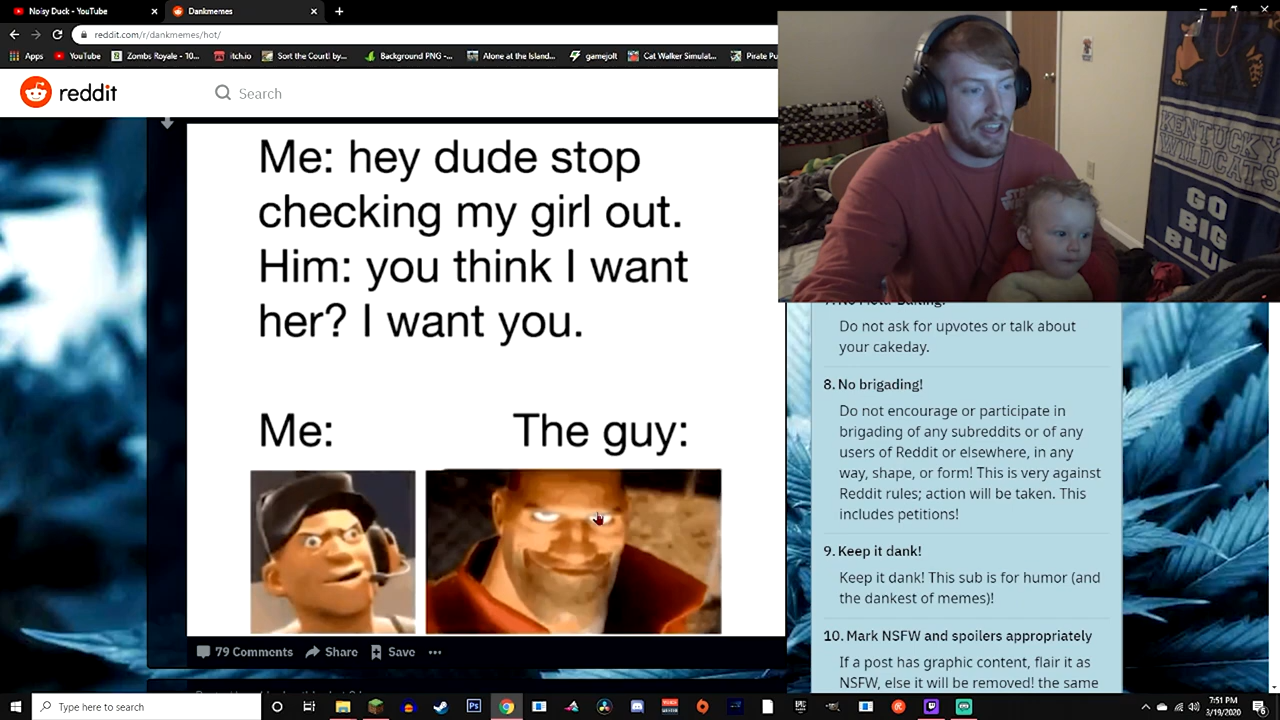 Noisy Duck - YouTube
Dankmemes
reddit.com/r/dankmemes/hot/
Apps
YouTube
Zombs Royale - 10...
itch.io
Sort the Court! by...
Background PNG -...
Alone at the Island...
gamejolt
Cat Walker Simulat...
Pirate Pu
reddit
Search
Me: hey dude stop
checking my girl out.
Him: you think I want
her? I want you.
Me:
The guy:
79 Comments
Share
Save
Do not ask for upvotes or talk about
your cakeday.
8. No brigading!
Do not encourage or participate in
brigading of any subreddits or of any
users of Reddit or elsewhere, in any
way, shape, or form! This is very against
Reddit rules; action will be taken. This
includes petitions!
9. Keep it dank!
Keep it dank! This sub is for humor (and
the dankest of memes)!
10. Mark NSFW and spoilers appropriately
If a post has graphic content, flair it as
NSFW, else it will be removed! the same
KENTUCKY
WILDCATS
GO
BIG
BLUE
STAR
Type here to search
7:51 PM
3/19/2020